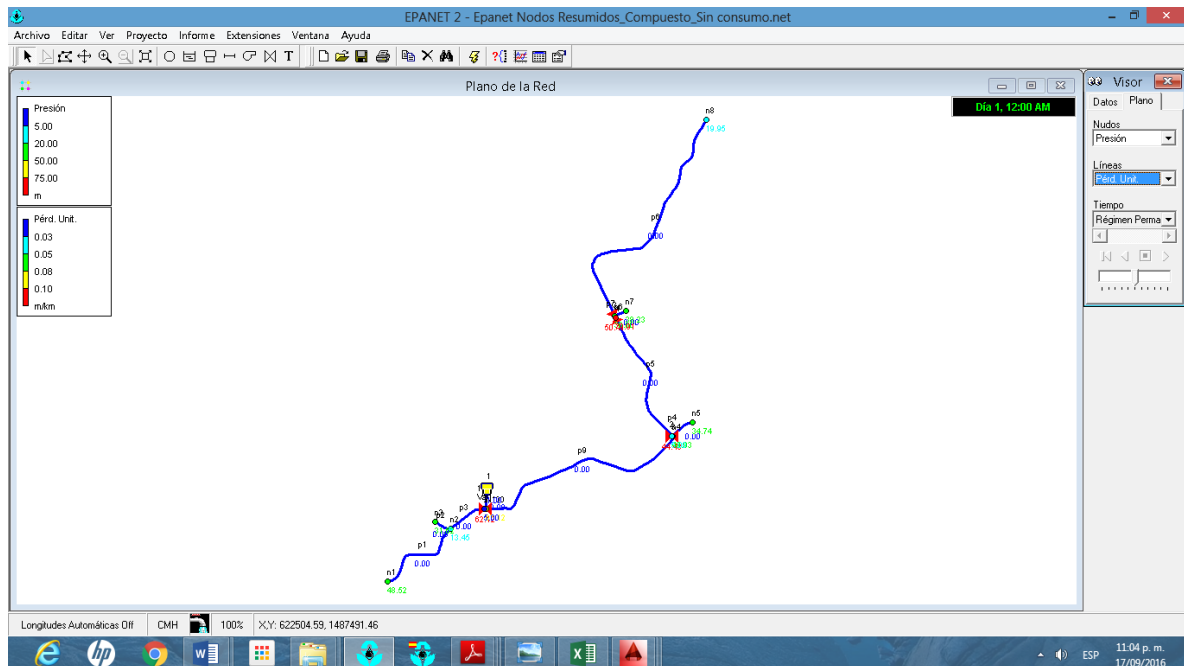 EPANET 2 - Epanet Nodos Resumidos_Compuesto_Sin consumo.net
Archivo Editar Ver Proyecto Informe Extensiones Ventana Ayuda
T
Plano de la Red
Día 1, 12:00 AM
Presión
5.00
20.00
50.00
75.00
m
Pérd. Unit.
0.03
0.05
0.08
0.10
m/km
n8
19.95
p6
0.00
n7
p5
0.00
p4
n5
24.74
0.00
p9
0.00
1
p3
n2
0.00
13.46
p1
0.00
n1
48.52
Visor
Datos Plano
Nudos
Presión
Líneas
Pérd. Unit.
Tiempo
Régimen Perma
Longitudes Automáticas Off CMH 100% X,Y: 622504.59, 1487491.46
ESP
11:04 p. m.
17/09/2016